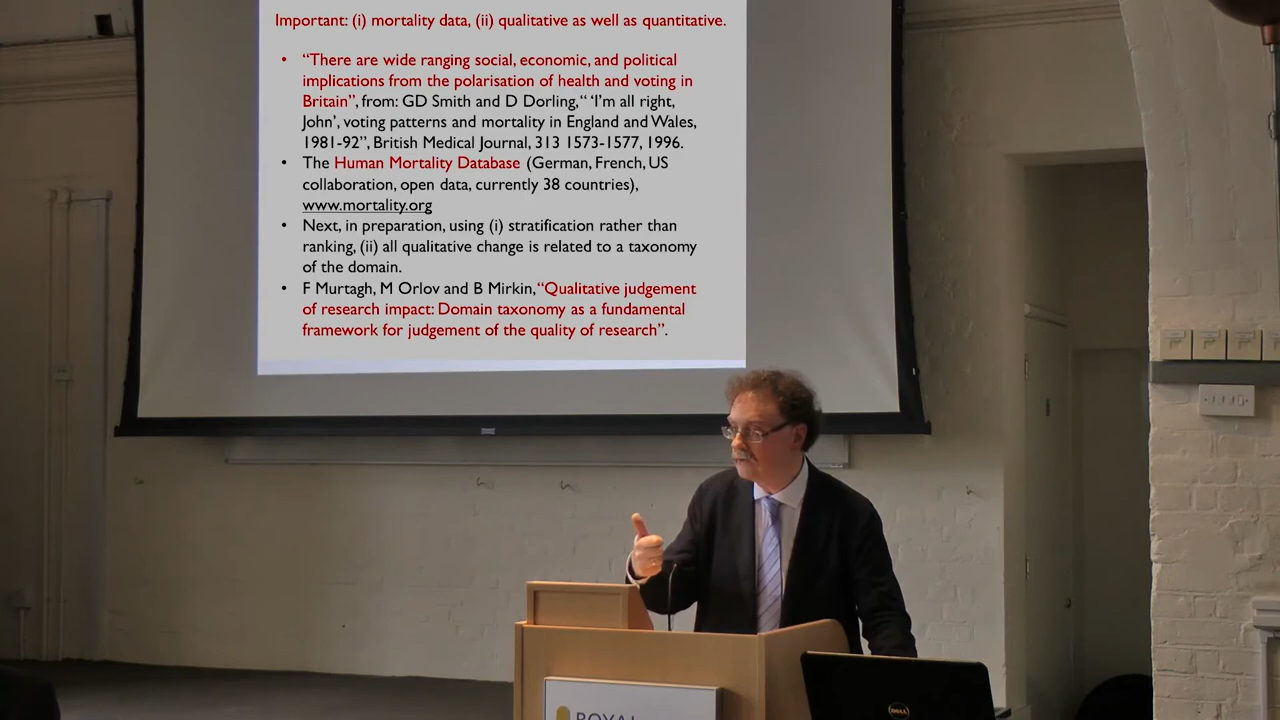 Important: (i) mortality data, (ii) qualitative as well as quantitative.
• “There are wide ranging social, economic, and political
implications from the polarisation of health and voting in
Britain”, from: GD Smith and D Dorling,“ ‘I’m all right,
John’, voting patterns and mortality in England and Wales,
1981-92”, British Medical Journal, 313 1573-1577, 1996.
• The Human Mortality Database (German, French, US
collaboration, open data, currently 38 countries),
www.mortality.org
• Next, in preparation, using (i) stratification rather than
ranking, (ii) all qualitative change is related to a taxonomy
of the domain.
• F Murtagh, M Orlov and B Mirkin, “Qualitative judgement
of research impact: Domain taxonomy as a fundamental
framework for judgement of the quality of research”.
ROYAL
DELL